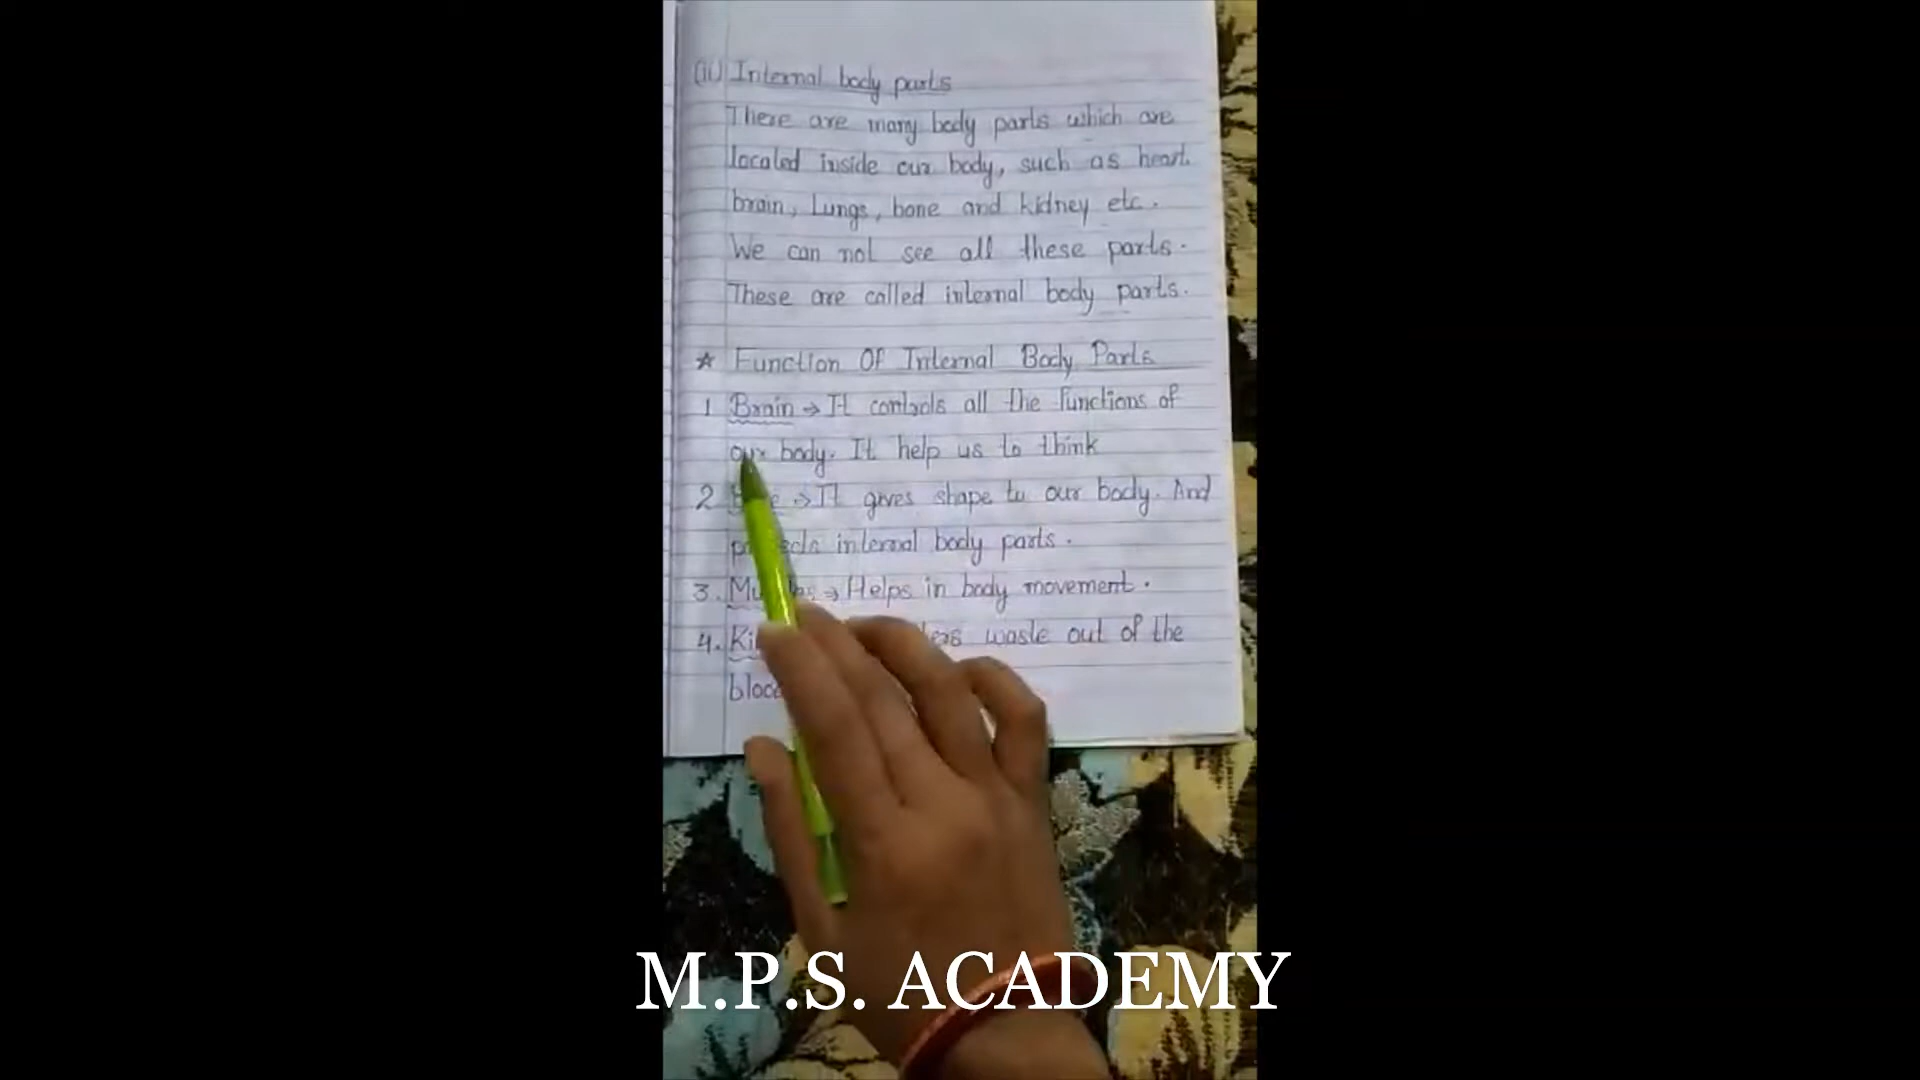 (ii) Internal body parts
There are many body parts which are
located inside our body, such as heart
brain, Lungs, bone and kidney etc.
We can not see all these parts.
These are called internal body parts.
☆ Function Of Internal Body Parts
1 Brain → It controls all the functions of
our body. It help us to think
2 → It gives shape to our body. And
internal body parts.
3. → Helps in body movement.
4. waste out of the
M.P.S. ACADEMY